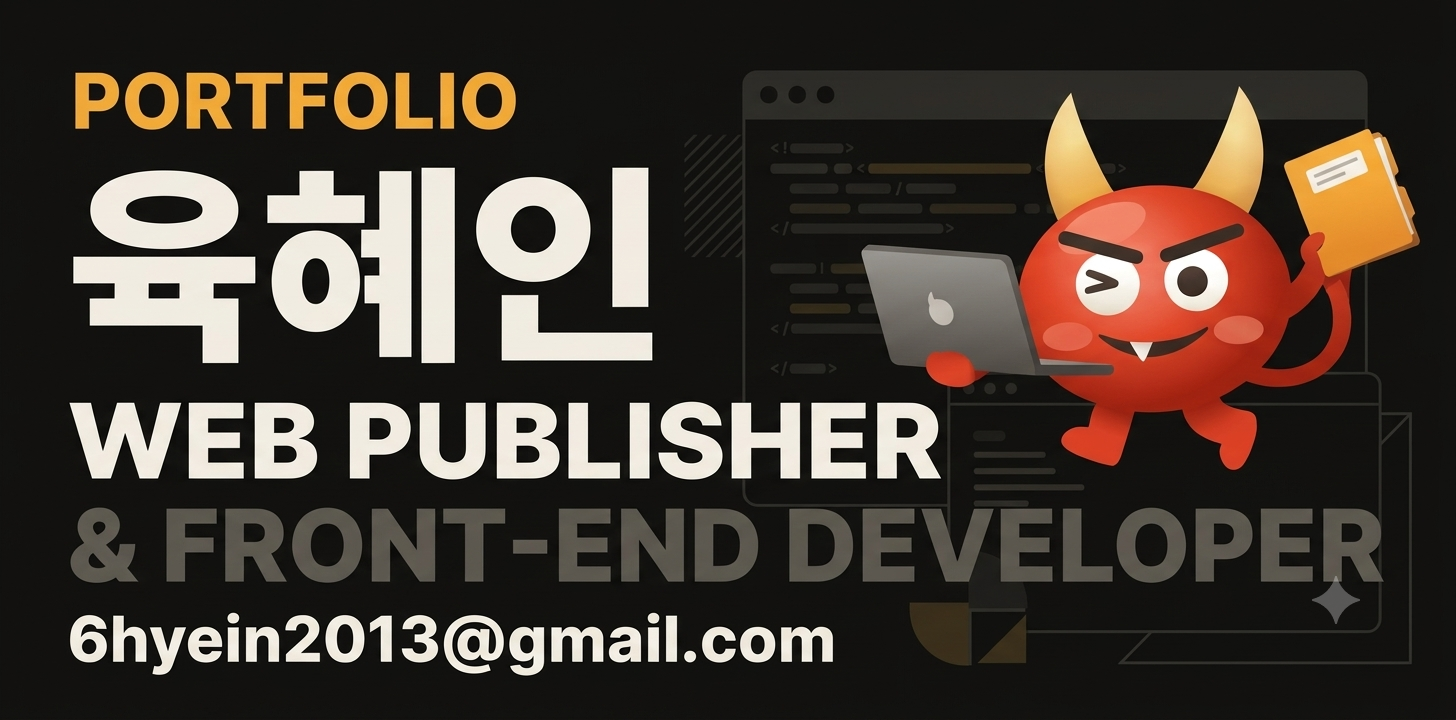 PORTFOLIO
육혜인
WEB PUBLISHER
& FRONT-END DEVELOPER
6hyein2013@gmail.com